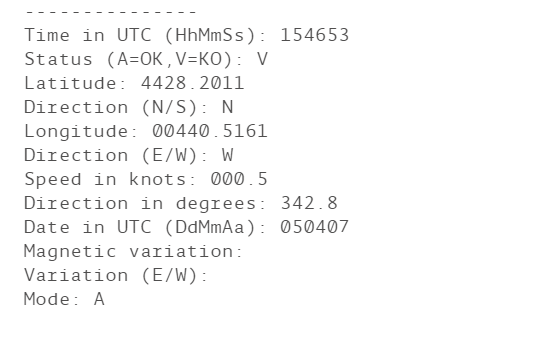 ---------------
Time in UTC (HhMmSs): 154653
Status (A=OK,V=KO): V
Latitude: 4428.2011
Direction (N/S): N
Longitude: 00440.5161
Direction (E/W): W
Speed in knots: 000.5
Direction in degrees: 342.8
Date in UTC (DdMmAa): 050407
Magnetic variation:
Variation (E/W):
Mode: A